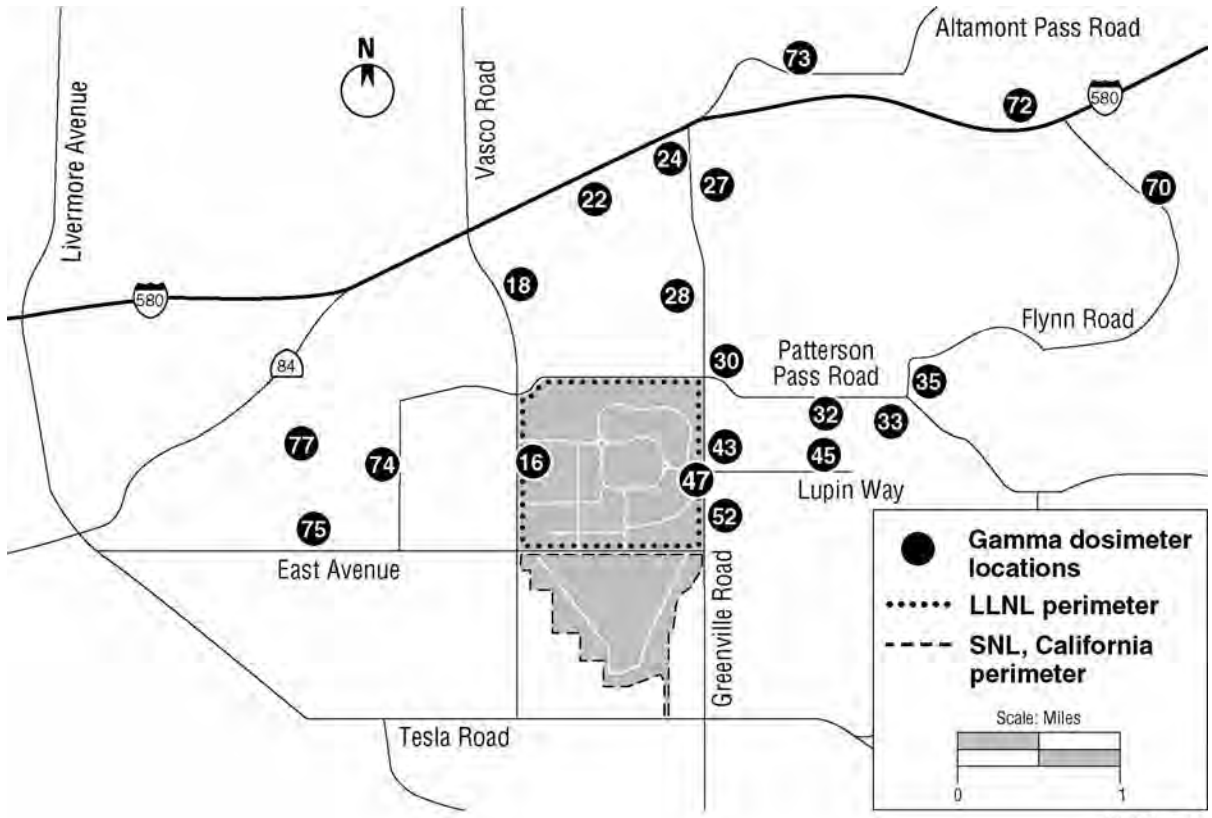 Altamont Pass Road
N
73
Vasco Road
Livermore Avenue
72
580
24
22
27
70
18
28
580
Flynn Road
84
30
Patterson
Pass Road
35
32
33
77
74
16
43
45
47
Lupin Way
52
75
East Avenue
Greenville Road
Tesla Road
Gamma dosimeter
locations
LLNL perimeter
SNL, California
perimeter
Scale: Miles
0
1